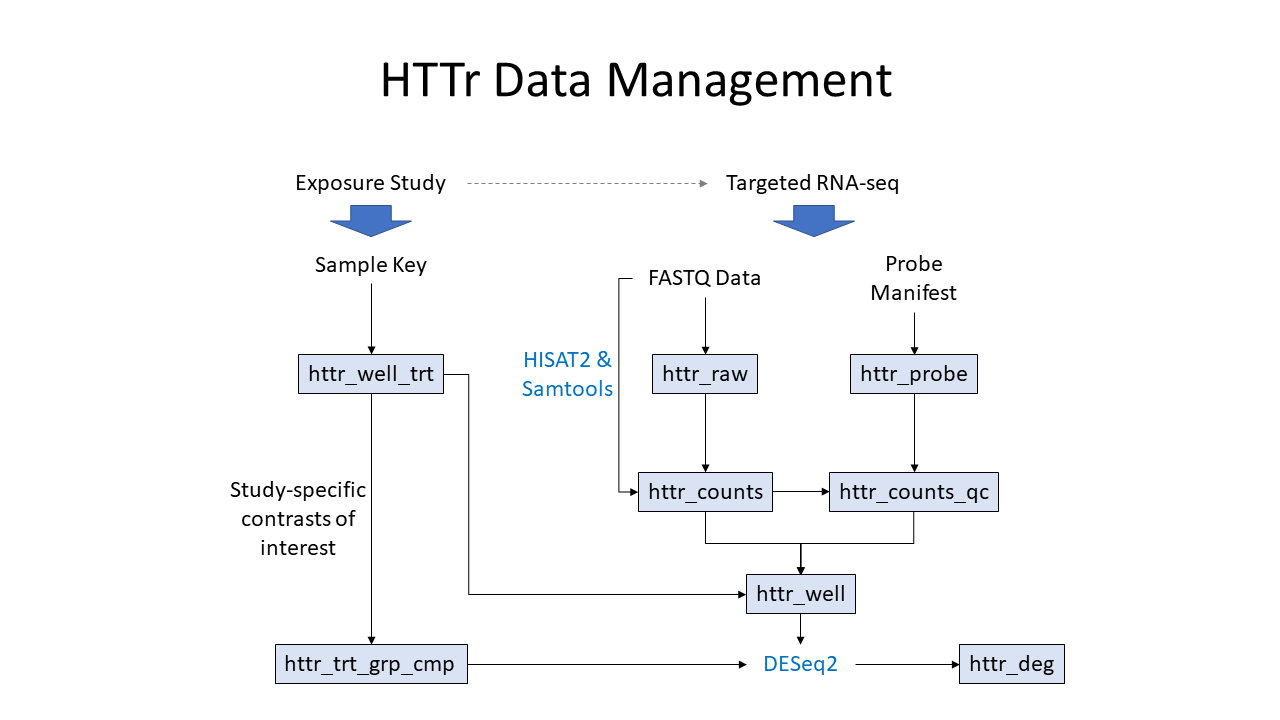 HTTr Data Management
Exposure Study
Targeted RNA-seq
Sample Key
FASTQ Data
Probe
Manifest
HISAT2 &
Samtools
httr_well_trt
httr_raw
httr_probe
Study-specific
contrasts of
interest
httr_counts
httr_counts_qc
httr_well
httr_trt_grp_cmp
DESeq2
httr_deg